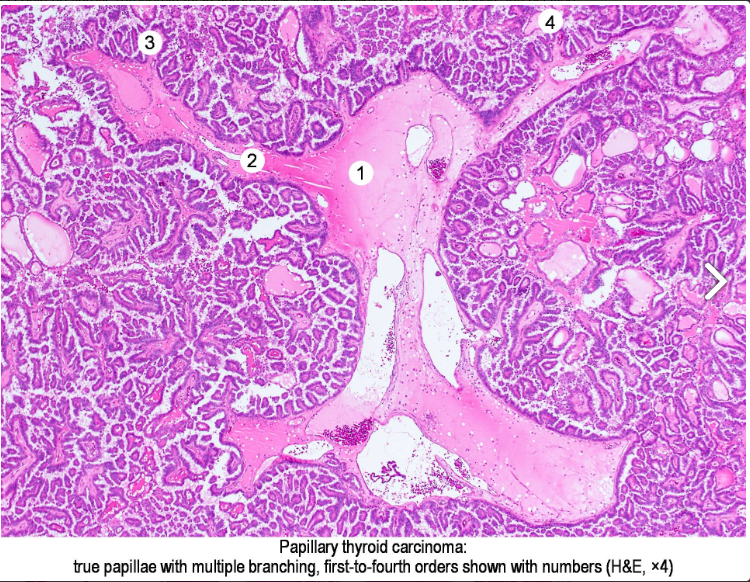 3
4
2
1
Papillary thyroid carcinoma:
true papillae with multiple branching, first-to-fourth orders shown with numbers (H&E, ×4)